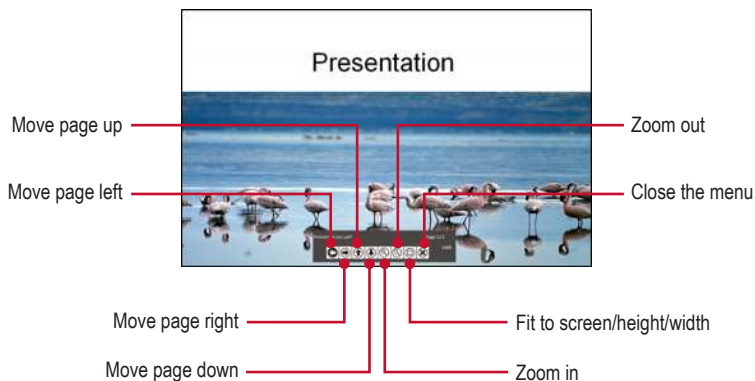 Presentation
Move page up
Zoom out
Move page left
Close the menu
Move page right
Fit to screen/height/width
Move page down
Zoom in